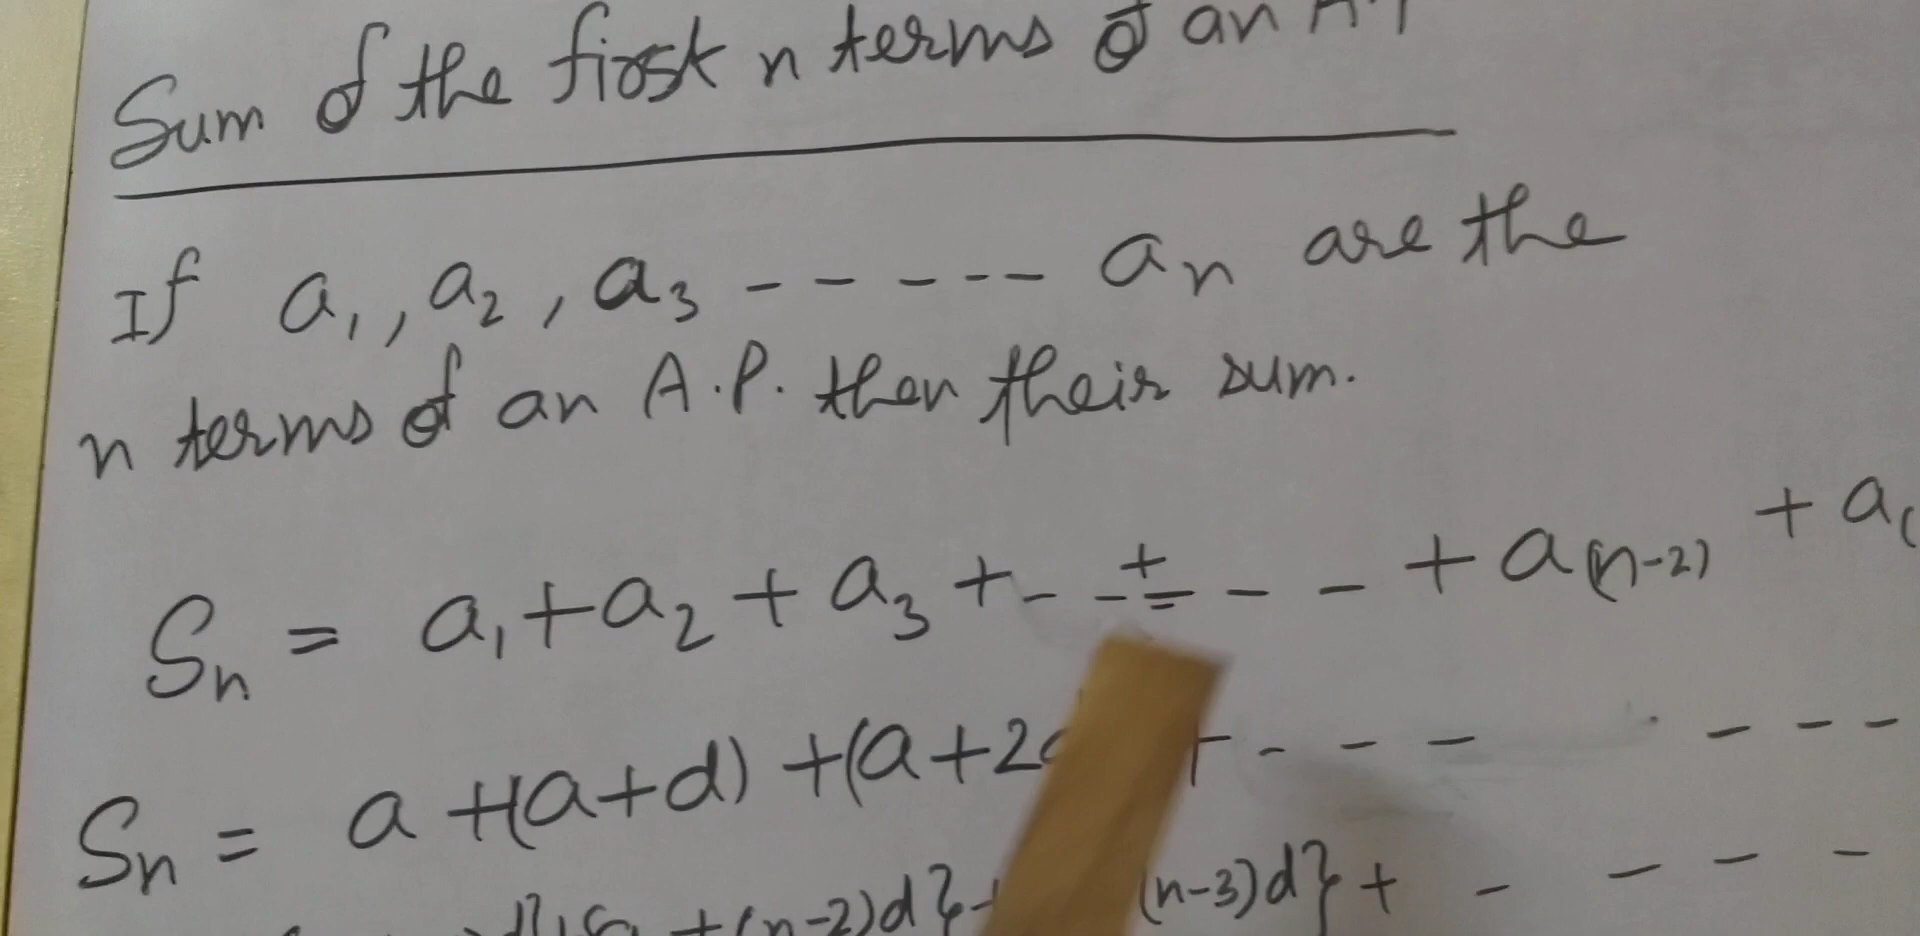 Sum of the first n terms of an A.P
If a₁, a₂, a₃ ------ aₙ are the
n terms of an A.P. then their sum.
Sₙ = a₁ + a₂ + a₃ + - - + = - - + a(n-2) + a(
Sₙ = a + (a+d) + (a+2 + - - - - - -
+ (n-2)d} (n-3)d} + - - - -